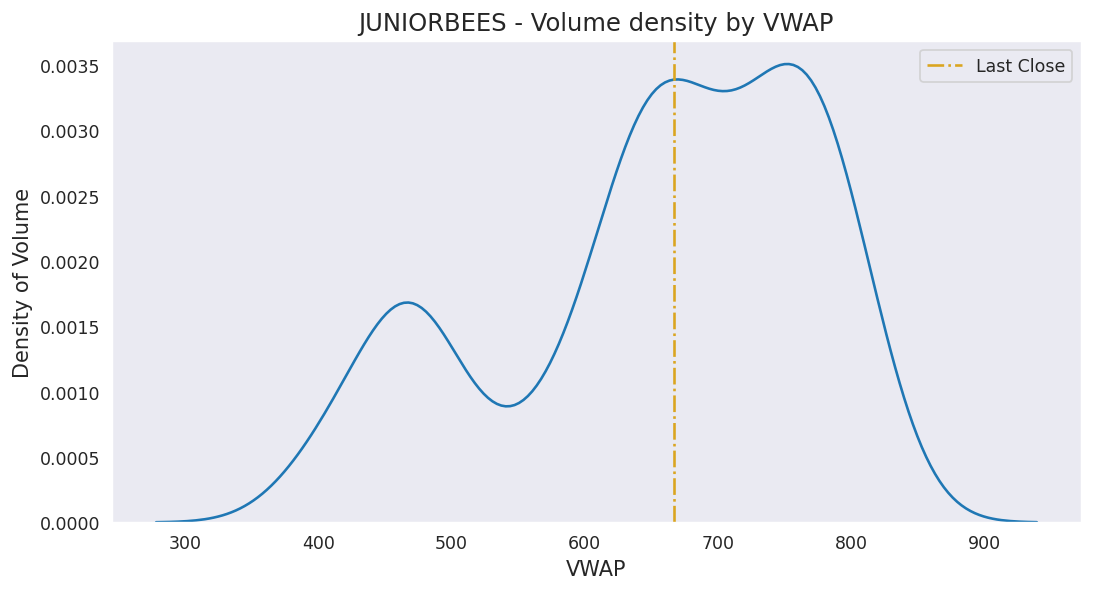 JUNIORBEES - Volume density by VWAP
Last Close
Density of Volume
0.0035
0.0030
0.0025
0.0020
0.0015
0.0010
0.0005
0.0000
300 400 500 600 700 800 900
VWAP